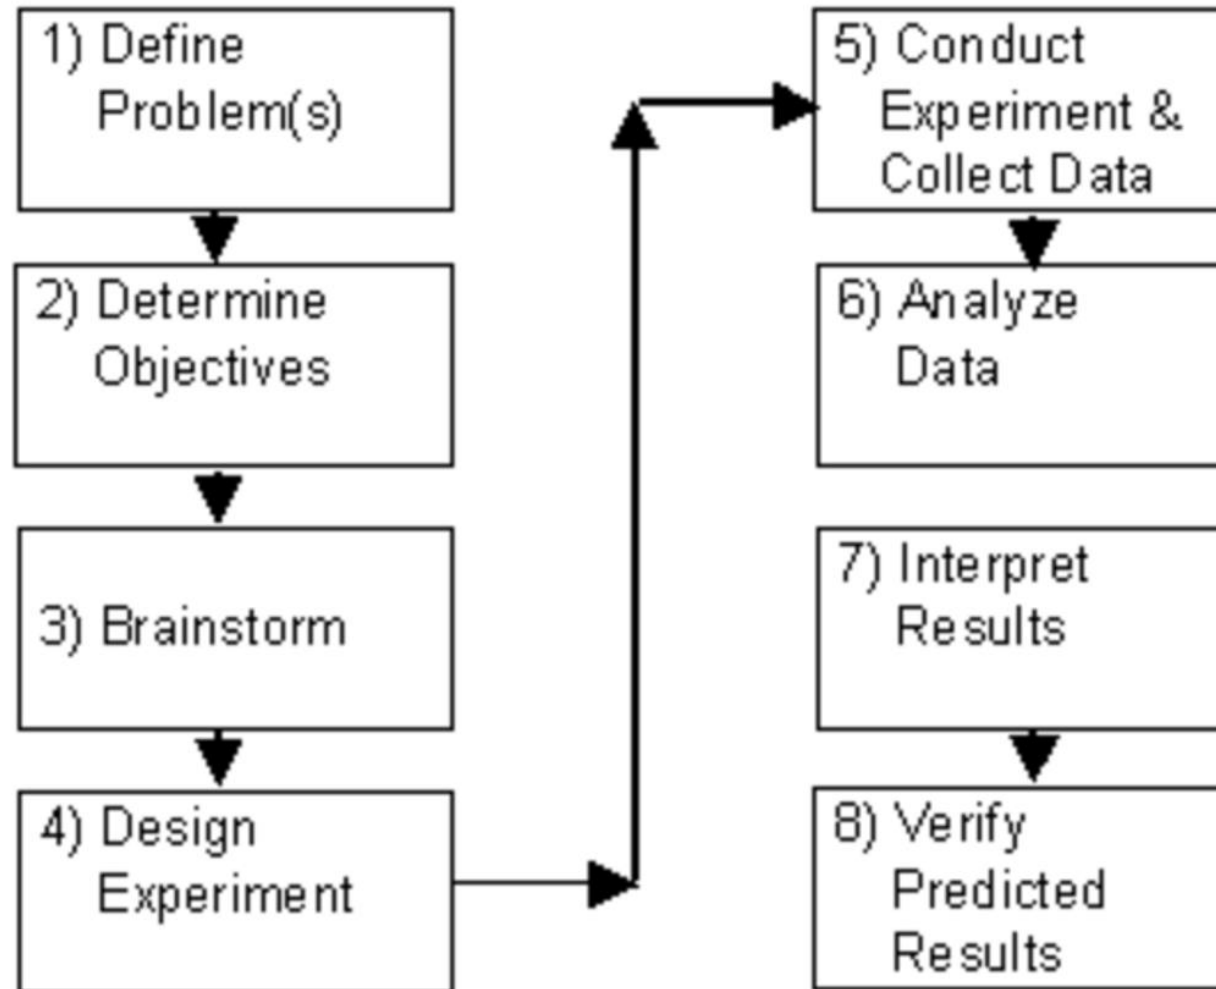 1) Define
Problem(s)
2) Determine
Objectives
3) Brainstorm
4) Design
Experiment
5) Conduct
Experiment &
Collect Data
6) Analyze
Data
7) Interpret
Results
8) Verify
Predicted
Results